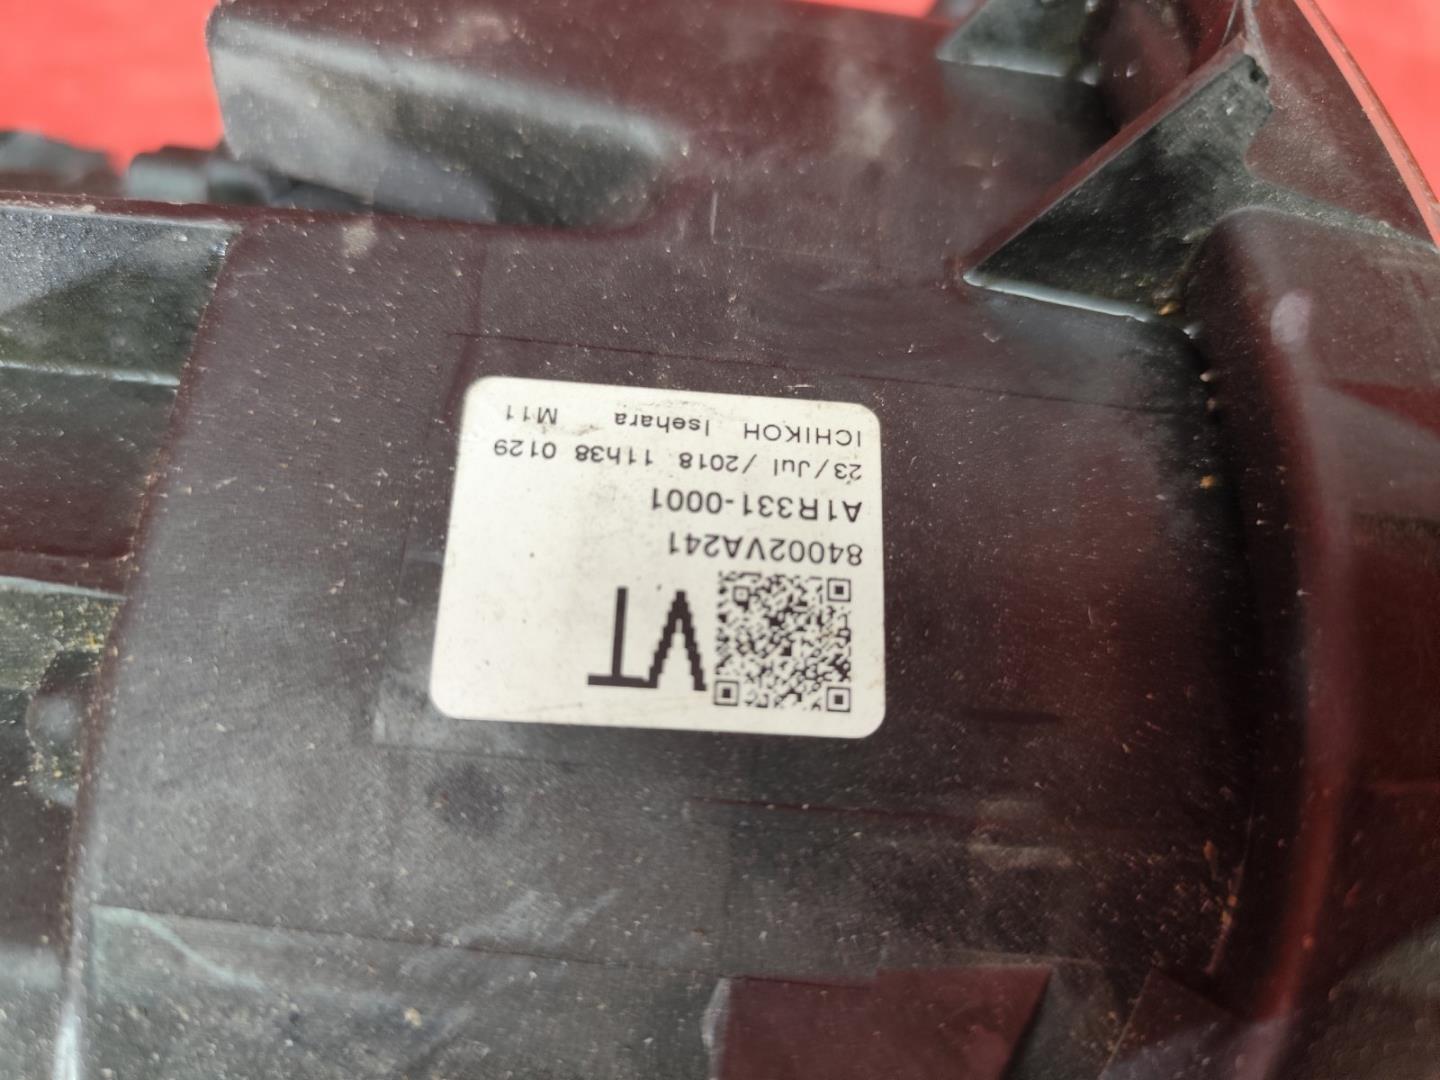 VT
84002VA241
A1R331-0001
23/Jul /2018 11h38 0129
ICHIKOH Isehara M11